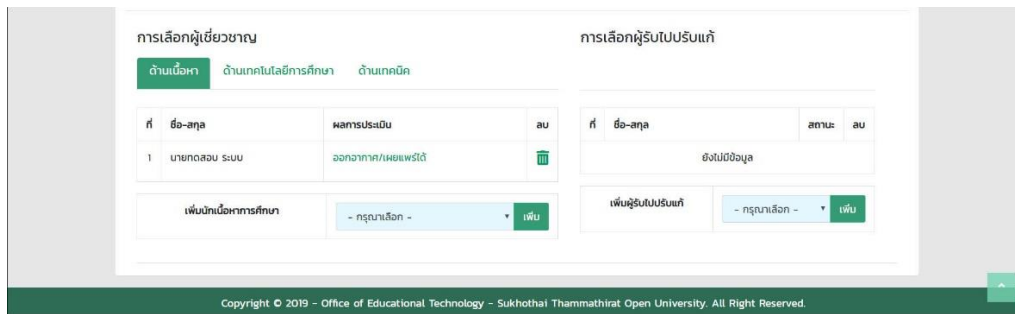 การเลือกผู้เชี่ยวชาญ
ด้านเนื้อหา ด้านเทคโนโลยีการศึกษา ด้านเทคนิค
ที่ ชื่อ-สกุล ผลการประเมิน ลบ
1 นายทดสอบ ระบบ ออกอากาศ/เผยแพร่ได้
เพิ่มนักเนื้อหาการศึกษา - กรุณาเลือก - เพิ่ม
การเลือกผู้รับไปปรับแก้
ที่ ชื่อ-สกุล สถานะ ลบ
ยังไม่มีข้อมูล
เพิ่มผู้รับไปปรับแก้ - กรุณาเลือก - เพิ่ม
Copyright © 2019 - Office of Educational Technology - Sukhothai Thammathirat Open University. All Right Reserved.